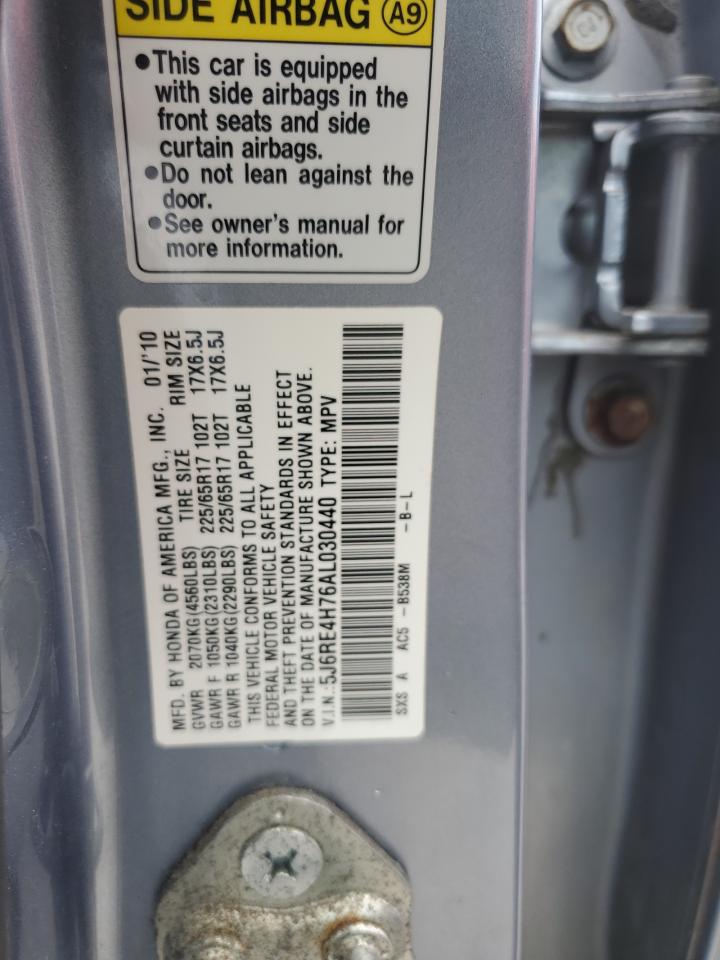 SIDE AIRBAG A9
•This car is equipped
with side airbags in the
front seats and side
curtain airbags.
•Do not lean against the
door.
•See owner's manual for
more information.
MFD. BY HONDA OF AMERICA MFG., INC. 01/'10
TIRE SIZE RIM SIZE
GVWR 2070KG(4560LBS)
GAWR F 1050KG(2310LBS) 225/65R17 102T 17X6.5J
GAWR R 1040KG(2290LBS) 225/65R17 102T 17X6.5J
THIS VEHICLE CONFORMS TO ALL APPLICABLE
FEDERAL MOTOR VEHICLE SAFETY
AND THEFT PREVENTION STANDARDS IN EFFECT
ON THE DATE OF MANUFACTURE SHOWN ABOVE.
V.I.N.:5J6RE4H76AL030440 TYPE: MPV
SXS A AC5 -B538M -B-L